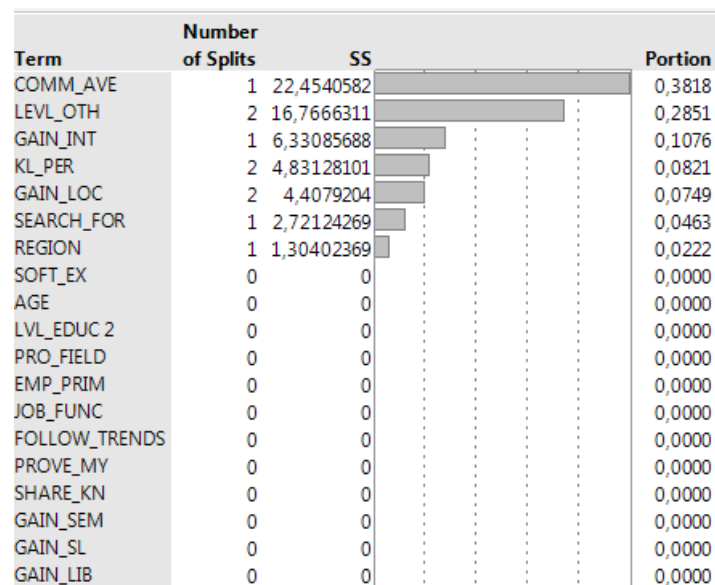 Number
Term of Splits SS Portion
COMM_AVE 1 22,4540582 0,3818
LEVL_OTH 2 16,7666311 0,2851
GAIN_INT 1 6,33085688 0,1076
KL_PER 2 4,83128101 0,0821
GAIN_LOC 2 4,4079204 0,0749
SEARCH_FOR 1 2,72124269 0,0463
REGION 1 1,30402369 0,0222
SOFT_EX 0 0 0,0000
AGE 0 0 0,0000
LVL_EDUC 2 0 0 0,0000
PRO_FIELD 0 0 0,0000
EMP_PRIM 0 0 0,0000
JOB_FUNC 0 0 0,0000
FOLLOW_TRENDS 0 0 0,0000
PROVE_MY 0 0 0,0000
SHARE_KN 0 0 0,0000
GAIN_SEM 0 0 0,0000
GAIN_SL 0 0 0,0000
GAIN_LIB 0 0 0,0000